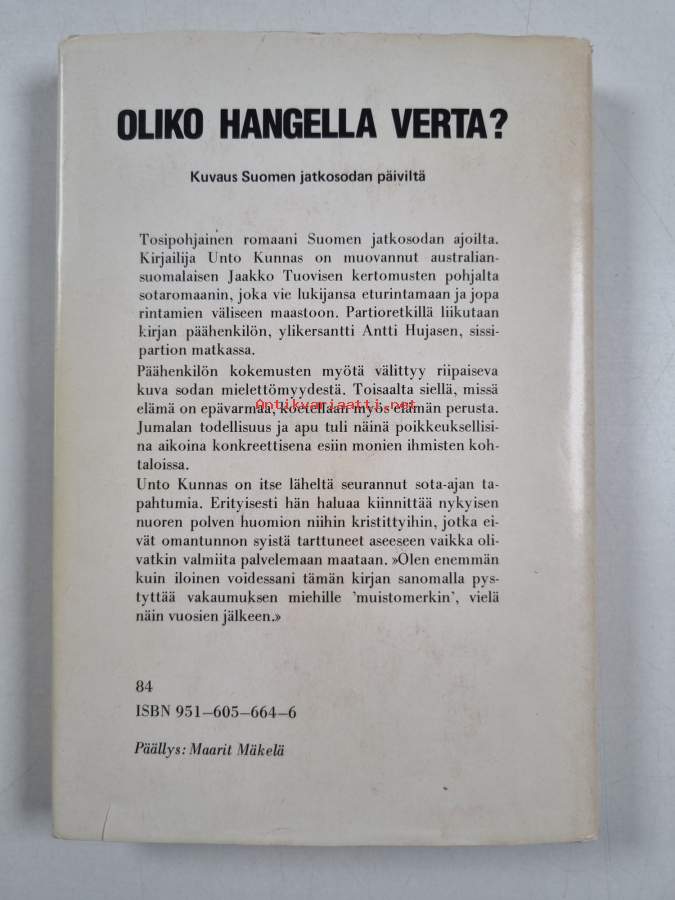 OLIKO HANGELLA VERTA?
Kuvaus Suomen jatkosodan päiviltä
Tosipohjainen romaani Suomen jatkosodan ajoilta.
Kirjailija Unto Kunnas on muovannut australian-
suomalaisen Jaakko Tuovisen kertomusten pohjalta
sotaromaanin, joka vie lukijansa eturintamaan ja jopa
rintamien väliseen maastoon. Partioretkillä liikutaan
kirjan päähenkilön, ylikersantti Antti Hujasen, sissi-
partion matkassa.
Päähenkilön kokemusten myötä välittyy riipaiseva
kuva sodan mielettömyydestä. Toisaalta siellä, missä
Antikvariaatti.net
elämä on epävarmaa, koetellaan myös elämän perusta.
Jumalan todellisuus ja apu tuli näinä poikkeuksellisi-
na aikoina konkreettisena esiin monien ihmisten koh-
taloissa.
Unto Kunnas on itse läheltä seurannut sota-ajan ta-
pahtumia. Erityisesti hän haluaa kiinnittää nykyisen
nuoren polven huomion niihin kristittyihin, jotka ei-
vät omantunnon syistä tarttuneet aseeseen vaikka oli-
vatkin valmiita palvelemaan maataan. »Olen enemmän
kuin iloinen voidessani tämän kirjan sanomalla pys-
tyttää vakaumuksen miehille 'muistomerkin', vielä
näin vuosien jälkeen.»
84
ISBN 951–605–664–6
Päällys: Maarit Mäkelä